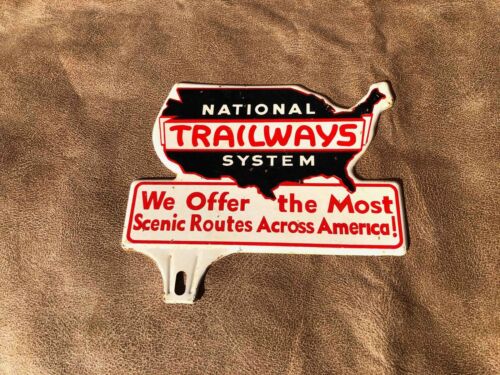 NATIONAL
TRAILWAYS
SYSTEM
We Offer the Most
Scenic Routes Across America!